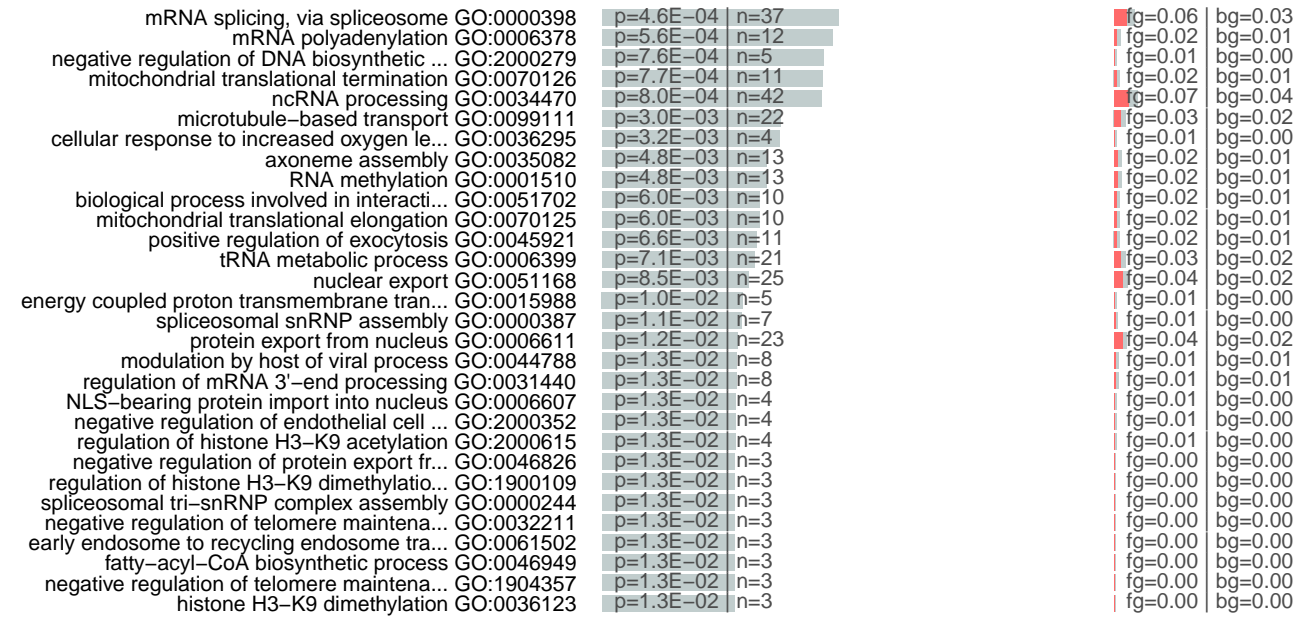 mRNA splicing, via spliceosome GO:0000398 p=4.6E−04 | n=37 fg=0.06 | bg=0.03
mRNA polyadenylation GO:0006378 p=5.6E−04 | n=12 fg=0.02 | bg=0.01
negative regulation of DNA biosynthetic ... GO:2000279 p=7.6E−04 | n=5 fg=0.01 | bg=0.00
mitochondrial translational termination GO:0070126 p=7.7E−04 | n=11 fg=0.02 | bg=0.01
ncRNA processing GO:0034470 p=8.0E−04 | n=42 fg=0.07 | bg=0.04
microtubule−based transport GO:0099111 p=3.0E−03 | n=22 fg=0.03 | bg=0.02
cellular response to increased oxygen le... GO:0036295 p=3.2E−03 | n=4 fg=0.01 | bg=0.00
axoneme assembly GO:0035082 p=4.8E−03 | n=13 fg=0.02 | bg=0.01
RNA methylation GO:0001510 p=4.8E−03 | n=13 fg=0.02 | bg=0.01
biological process involved in interacti... GO:0051702 p=6.0E−03 | n=10 fg=0.02 | bg=0.01
mitochondrial translational elongation GO:0070125 p=6.0E−03 | n=10 fg=0.02 | bg=0.01
positive regulation of exocytosis GO:0045921 p=6.6E−03 | n=11 fg=0.02 | bg=0.01
tRNA metabolic process GO:0006399 p=7.1E−03 | n=21 fg=0.03 | bg=0.02
nuclear export GO:0051168 p=8.5E−03 | n=25 fg=0.04 | bg=0.02
energy coupled proton transmembrane tran... GO:0015988 p=1.0E−02 | n=5 fg=0.01 | bg=0.00
spliceosomal snRNP assembly GO:0000387 p=1.1E−02 | n=7 fg=0.01 | bg=0.00
protein export from nucleus GO:0006611 p=1.2E−02 | n=23 fg=0.04 | bg=0.02
modulation by host of viral process GO:0044788 p=1.3E−02 | n=8 fg=0.01 | bg=0.01
regulation of mRNA 3'−end processing GO:0031440 p=1.3E−02 | n=8 fg=0.01 | bg=0.01
NLS−bearing protein import into nucleus GO:0006607 p=1.3E−02 | n=4 fg=0.01 | bg=0.00
negative regulation of endothelial cell ... GO:2000352 p=1.3E−02 | n=4 fg=0.01 | bg=0.00
regulation of histone H3−K9 acetylation GO:2000615 p=1.3E−02 | n=4 fg=0.01 | bg=0.00
negative regulation of protein export fr... GO:0046826 p=1.3E−02 | n=3 fg=0.00 | bg=0.00
regulation of histone H3−K9 dimethylatio... GO:1900109 p=1.3E−02 | n=3 fg=0.00 | bg=0.00
spliceosomal tri−snRNP complex assembly GO:0000244 p=1.3E−02 | n=3 fg=0.00 | bg=0.00
negative regulation of telomere maintena... GO:0032211 p=1.3E−02 | n=3 fg=0.00 | bg=0.00
early endosome to recycling endosome tra... GO:0061502 p=1.3E−02 | n=3 fg=0.00 | bg=0.00
fatty−acyl−CoA biosynthetic process GO:0046949 p=1.3E−02 | n=3 fg=0.00 | bg=0.00
negative regulation of telomere maintena... GO:1904357 p=1.3E−02 | n=3 fg=0.00 | bg=0.00
histone H3−K9 dimethylation GO:0036123 p=1.3E−02 | n=3 fg=0.00 | bg=0.00